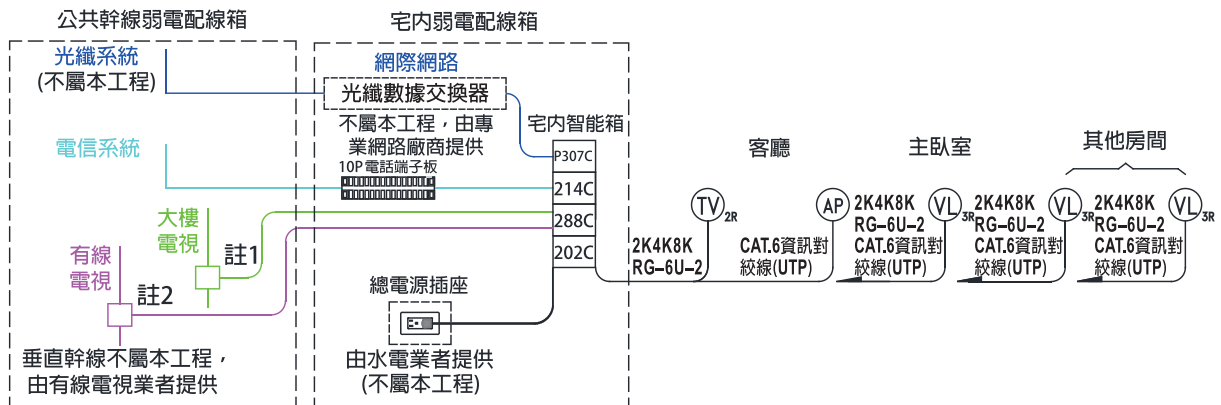 公共幹線弱電配線箱
光纖系統
(不屬本工程)
電信系統
大樓
電視
註1
有線
電視
註2
垂直幹線不屬本工程，
由有線電視業者提供
宅內弱電配線箱
網際網路
光纖數據交換器
不屬本工程，由專
業網路廠商提供
10P電話端子板
宅內智能箱
P307C
214C
288C
202C
總電源插座
由水電業者提供
(不屬本工程)
客廳
主臥室
其他房間
TV 2R
2K4K8K
RG-6U-2
AP
CAT.6資訊對
絞線(UTP)
VL 3R
2K4K8K
RG-6U-2
CAT.6資訊對
絞線(UTP)
VL 3R
2K4K8K
RG-6U-2
CAT.6資訊對
絞線(UTP)
VL 3R
2K4K8K
RG-6U-2
CAT.6資訊對
絞線(UTP)